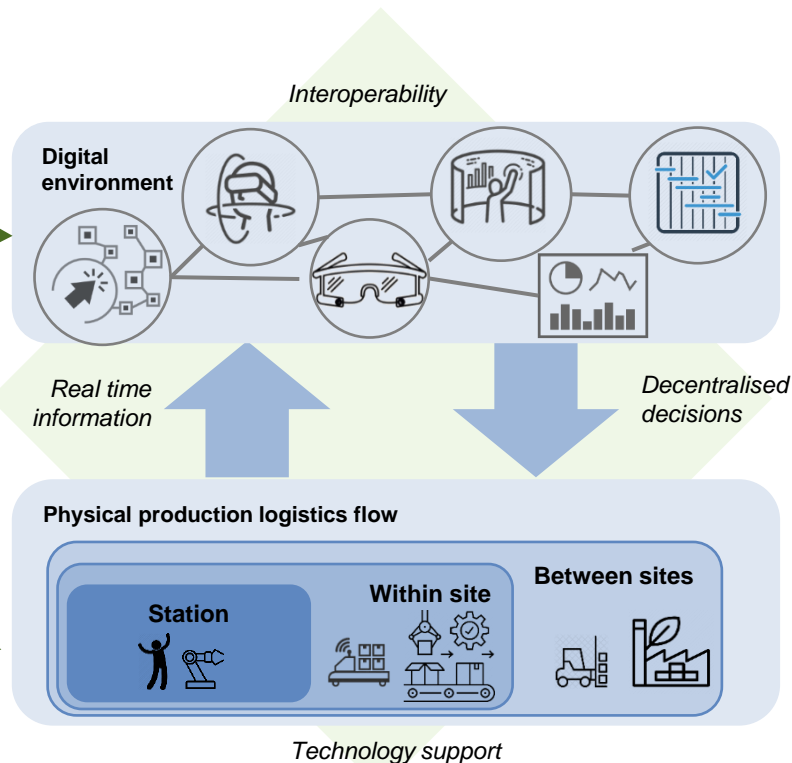 Interoperability
Digital
environment
Real time
information
Decentralised
decisions
Physical production logistics flow
Between sites
Within site
Station
Technology support